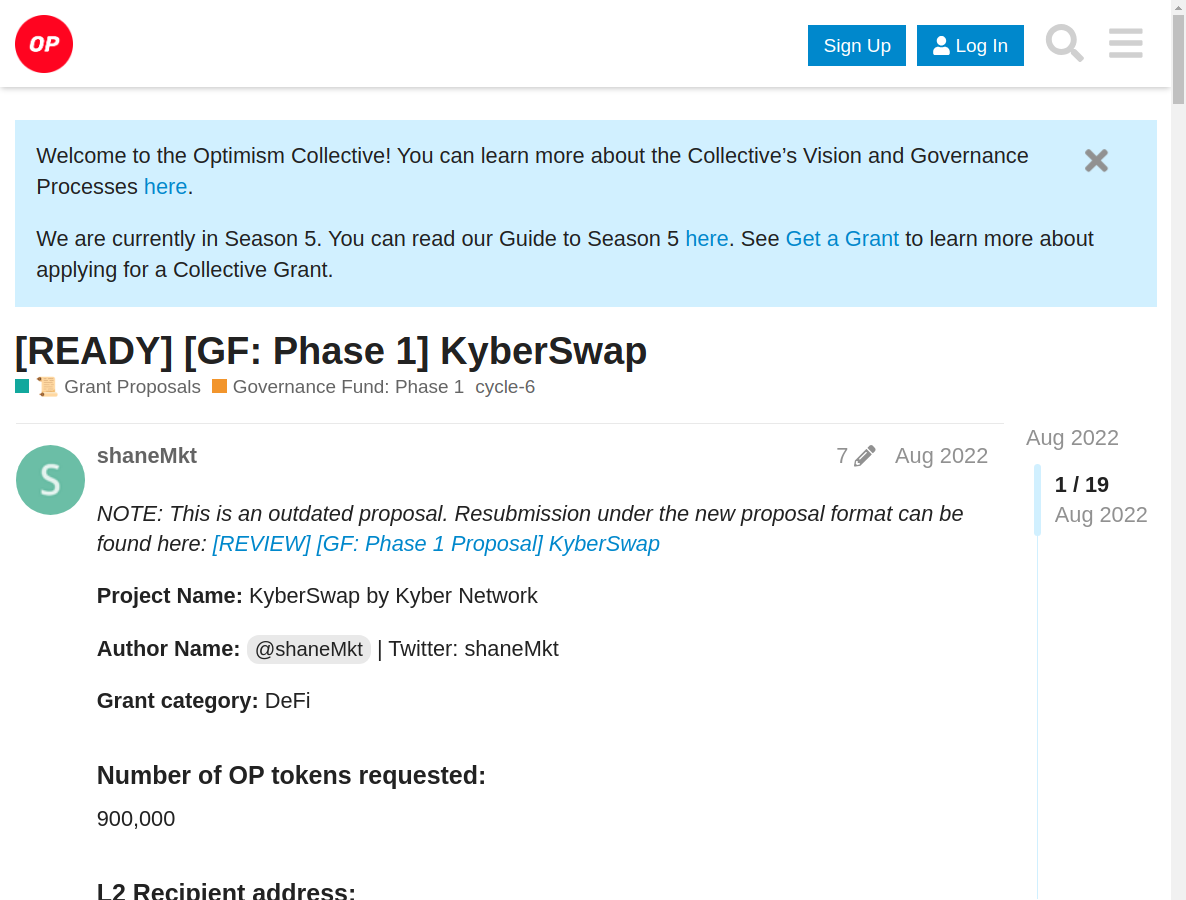 OP
Sign Up
Log In
Welcome to the Optimism Collective! You can learn more about the Collective’s Vision and Governance
Processes here.
We are currently in Season 5. You can read our Guide to Season 5 here. See Get a Grant to learn more about
applying for a Collective Grant.
[READY] [GF: Phase 1] KyberSwap
📜 Grant Proposals Governance Fund: Phase 1 cycle-6
S
shaneMkt
7
Aug 2022
NOTE: This is an outdated proposal. Resubmission under the new proposal format can be
found here: [REVIEW] [GF: Phase 1 Proposal] KyberSwap
Project Name: KyberSwap by Kyber Network
Author Name: @shaneMkt | Twitter: shaneMkt
Grant category: DeFi
Number of OP tokens requested:
900,000
L2 Recipient address:
Aug 2022
1 / 19
Aug 2022